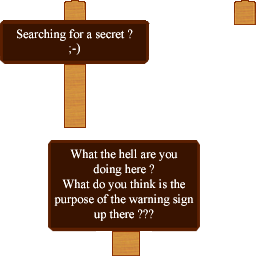 Searching for a secret ?
;-)
What the hell are you
doing here ?
What do you think is the
purpose of the warning sign
up there ???